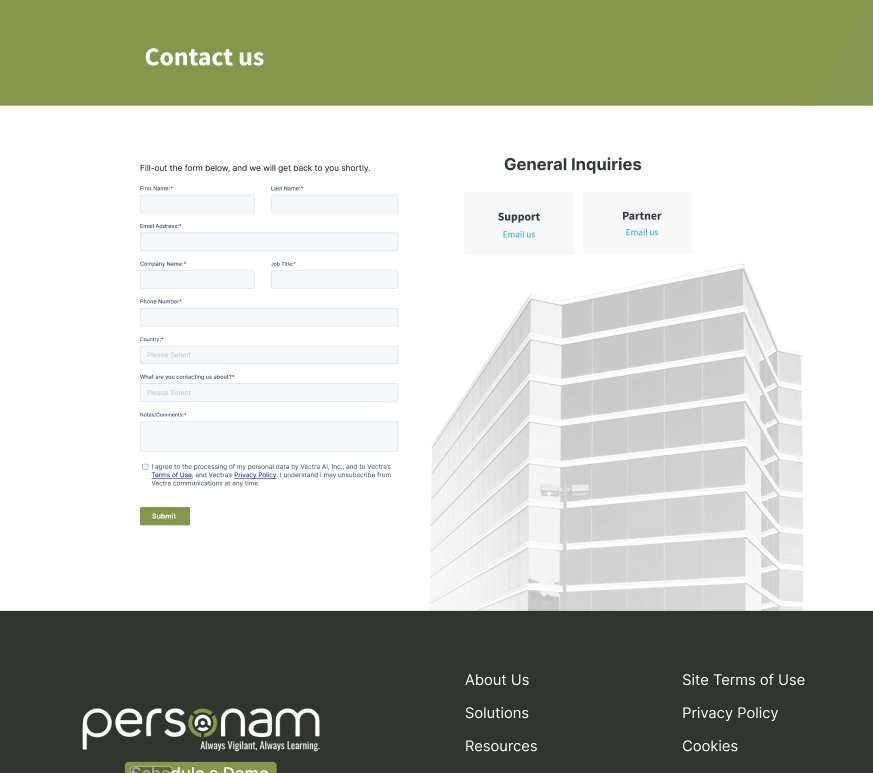 Contact us
Fill-out the form below, and we will get back to you shortly.
First Name:*
Last Name:*
Email Address:*
Company Name:*
Job Title:*
Phone Number*
Country:*
Please Select
What are you contacting us about?*
Please Select
Notes/Comments:*
I agree to the processing of my personal data by Vectra AI, Inc., and to Vectra's
Terms of Use, and Vectra's Privacy Policy. I understand I may unsubscribe from
Vectra communications at any time.
Submit
General Inquiries
Support
Email us
Partner
Email us
personam
Always Vigilant, Always Learning.
Schedule a Demo
About Us
Solutions
Resources
Site Terms of Use
Privacy Policy
Cookies